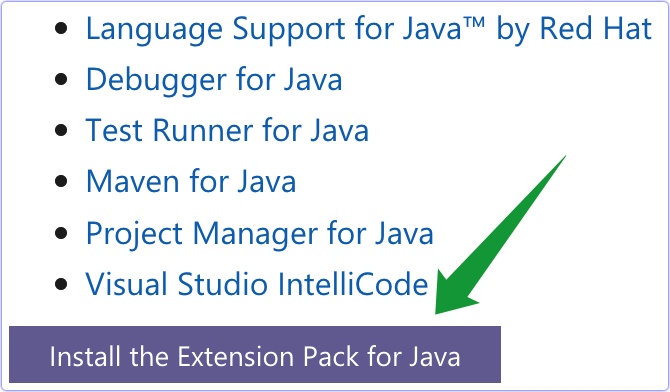 Language Support for Java™ by Red Hat
Debugger for Java
Test Runner for Java
Maven for Java
Project Manager for Java
Visual Studio IntelliCode
Install the Extension Pack for Java